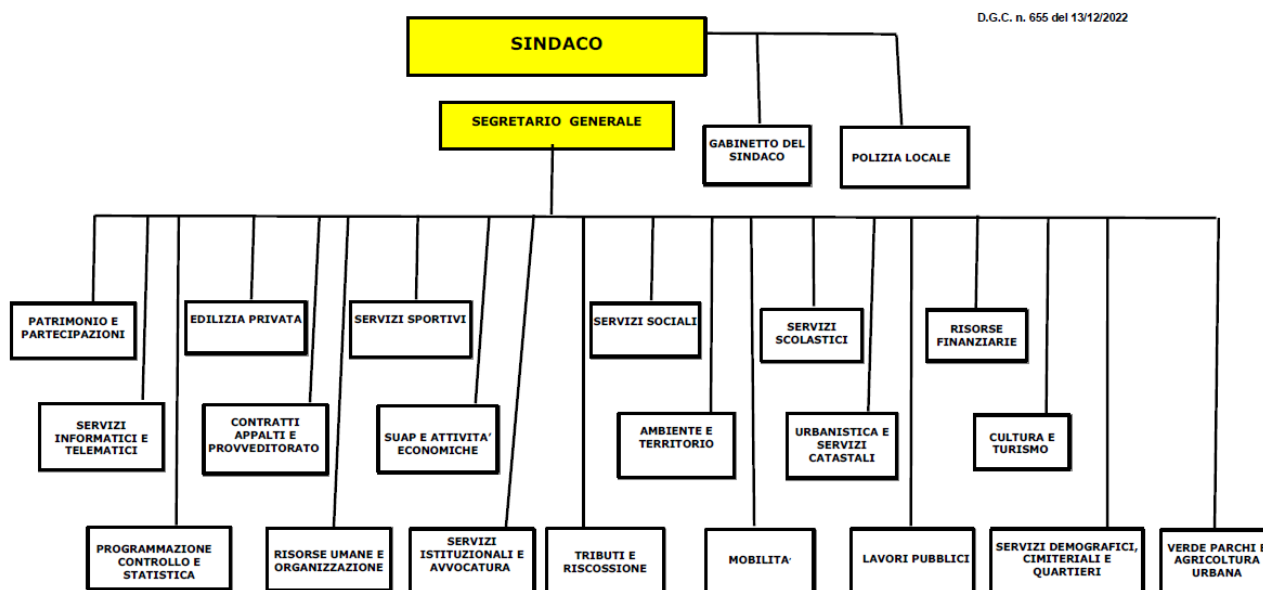 D.G.C. n. 655 del 13/12/2022
SINDACO
SEGRETARIO GENERALE
GABINETTO DEL
SINDACO
POLIZIA LOCALE
PATRIMONIO E
PARTECIPAZIONI
EDILIZIA PRIVATA
SERVIZI SPORTIVI
SERVIZI SOCIALI
SERVIZI
SCOLASTICI
RISORSE
FINANZIARIE
SERVIZI
INFORMATICI E
TELEMATICI
CONTRATTI
APPALTI E
PROVVEDITORATO
SUAP E ATTIVITA’
ECONOMICHE
AMBIENTE E
TERRITORIO
URBANISTICA E
SERVIZI
CATASTALI
CULTURA E
TURISMO
PROGRAMMAZIONE
CONTROLLO E
STATISTICA
RISORSE UMANE E
ORGANIZZAZIONE
SERVIZI
ISTITUZIONALI E
AVVOCATURA
TRIBUTI E
RISCOSSIONE
MOBILITA’
LAVORI PUBBLICI
SERVIZI DEMOGRAFICI,
CIMITERIALI E
QUARTIERI
VERDE PARCHI E
AGRICOLTURA
URBANA